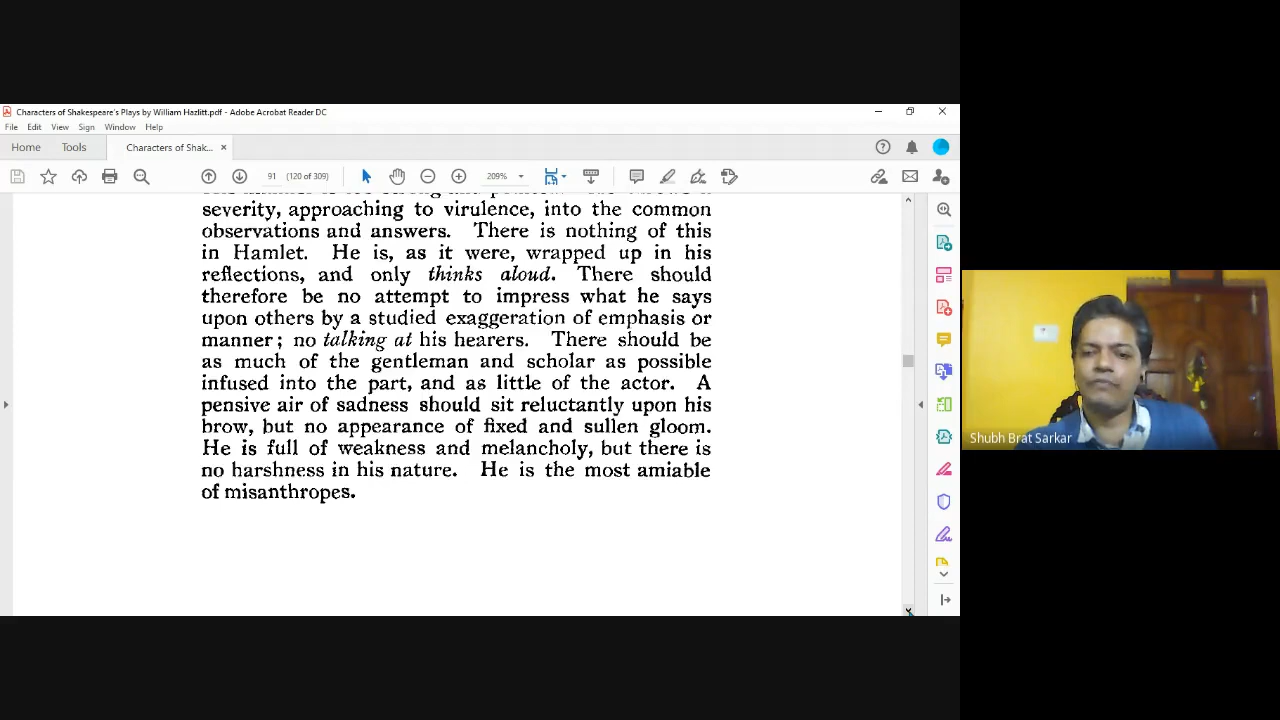 Characters of Shakespeare's Plays by William Hazlitt.pdf - Adobe Acrobat Reader DC
File Edit View Sign Window Help
Home Tools Characters of Shak... ×
91 (120 of 309) 209%
severity, approaching to virulence, into the common
observations and answers. There is nothing of this
in Hamlet. He is, as it were, wrapped up in his
reflections, and only thinks aloud. There should
therefore be no attempt to impress what he says
upon others by a studied exaggeration of emphasis or
manner; no talking at his hearers. There should be
as much of the gentleman and scholar as possible
infused into the part, and as little of the actor. A
pensive air of sadness should sit reluctantly upon his
brow, but no appearance of fixed and sullen gloom.
He is full of weakness and melancholy, but there is
no harshness in his nature. He is the most amiable
of misanthropes.
Shubh Brat Sarkar